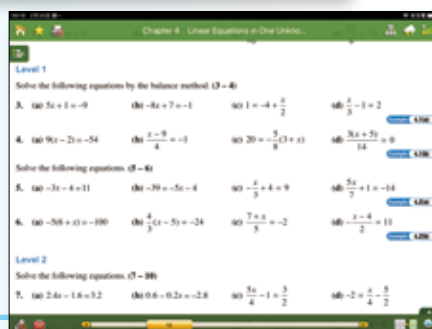 Chapter 4 Linear Equations in One Unkno...
Level 1
Solve the following equations by the balance method. (3 – 4)
3. (a) 5x + 1 = –9 (b) –8x + 7 = –1 (c) 1 = –4 + x/2 (d) x/3 – 1 = 2
4. (a) 9(x – 2) = –54 (b) (x – 9)/4 = –1 (c) 20 = –5/8(3 + x) (d) 3(x + 5)/14 = 0
Solve the following equations. (5 – 6)
5. (a) –3x – 4 = 11 (b) –39 = –5x – 4 (c) –x/3 + 4 = 9 (d) 5x/7 + 1 = –14
6. (a) –5(6 + x) = –100 (b) 4/3(x – 5) = –24 (c) (7 + x)/5 = –2 (d) –(x – 4)/2 = 11
Level 2
Solve the following equations. (7 – 10)
7. (a) 2.4x – 1.6 = 3.2 (b) 0.6 – 0.2x = –2.8 (c) 3x/4 – 1 = 3/2 (d) –2 = x/4 – 5/2